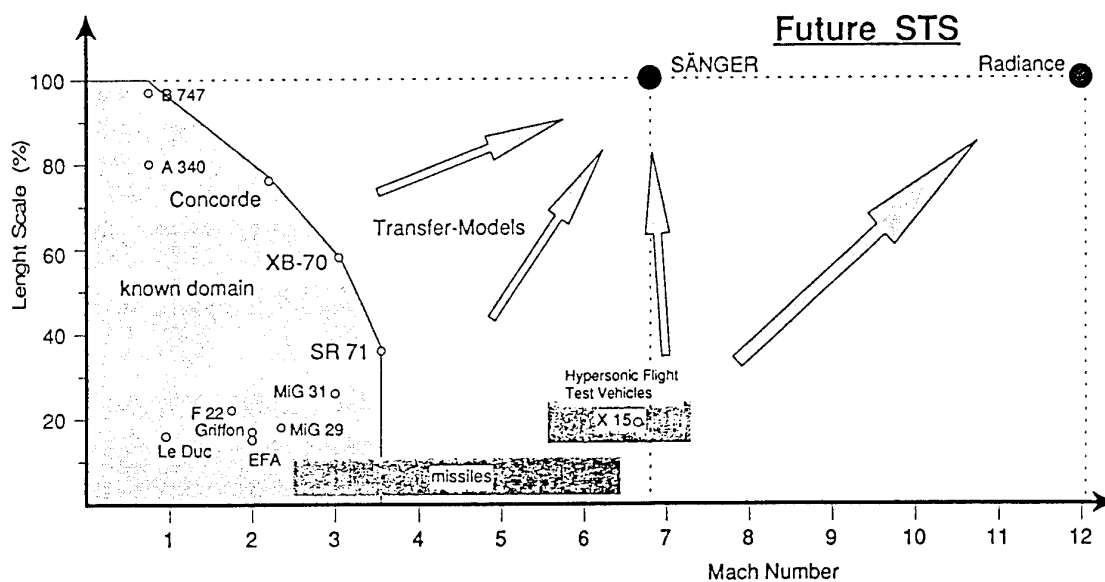 Future STS
SÄNGER
Radiance
100
B 747
80
A 340
Concorde
Transfer-Models
Lenght Scale (%)
60
XB-70
known domain
40
SR 71
Hypersonic Flight
Test Vehicles
MiG 31
X 15
F 22
20
Griffon
MiG 29
Le Duc
EFA
missiles
1 2 3 4 5 6 7 8 9 10 11 12
Mach Number